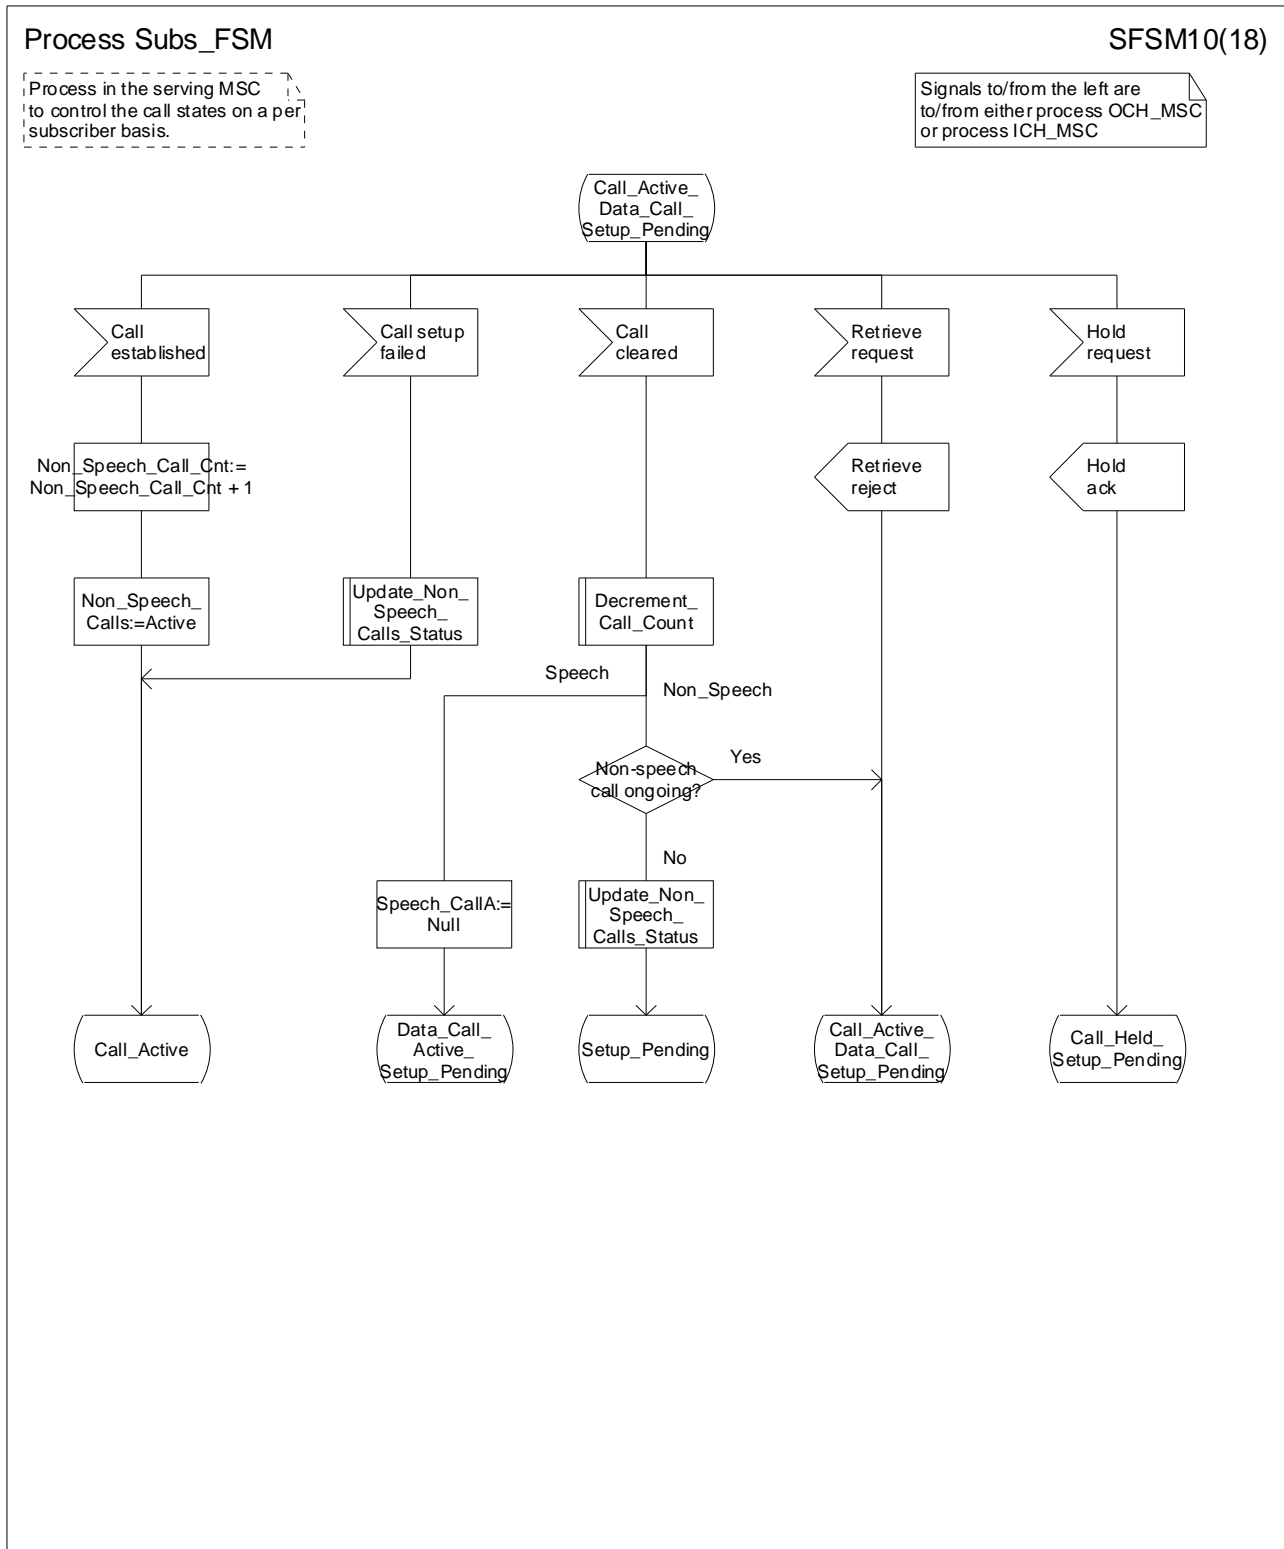 Process Subs_FSM
SFSM10(18)
Process in the serving MSC
to control the call states on a per
subscriber basis.
Signals to/from the left are
to/from either process OCH_MSC
or process ICH_MSC
Call_Active_
Data_Call_
Setup_Pending
Call
established
Call setup
failed
Call
cleared
Retrieve
request
Hold
request
Non_Speech_Call_Cnt:=
Non_Speech_Call_Cnt + 1
Retrieve
reject
Hold
ack
Non_Speech_
Calls:=Active
Update_Non_
Speech_
Calls_Status
Decrement_
Call_Count
Speech
Non_Speech
Non-speech
call ongoing?
Yes
No
Speech_CallA:=
Null
Update_Non_
Speech_
Calls_Status
Call_Active
Data_Call_
Active_
Setup_Pending
Setup_Pending
Call_Active_
Data_Call_
Setup_Pending
Call_Held_
Setup_Pending